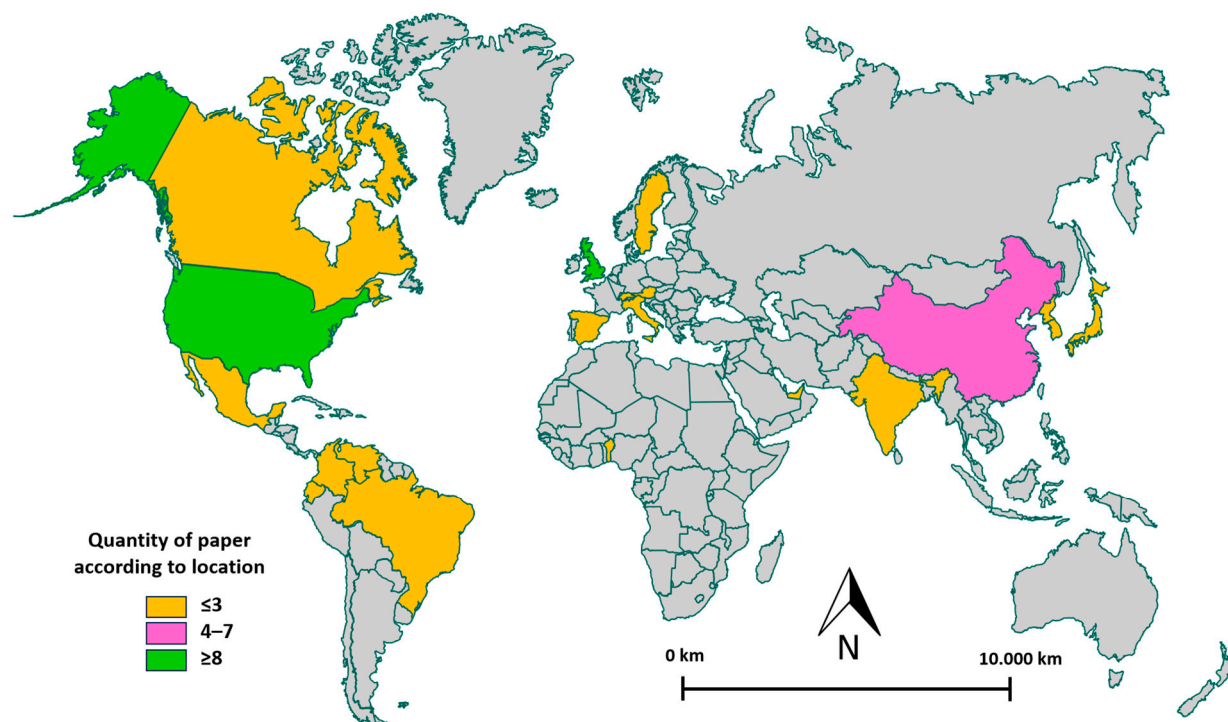 Quantity of paper
according to location
≤3
4–7
≥8
N
0 km
10.000 km